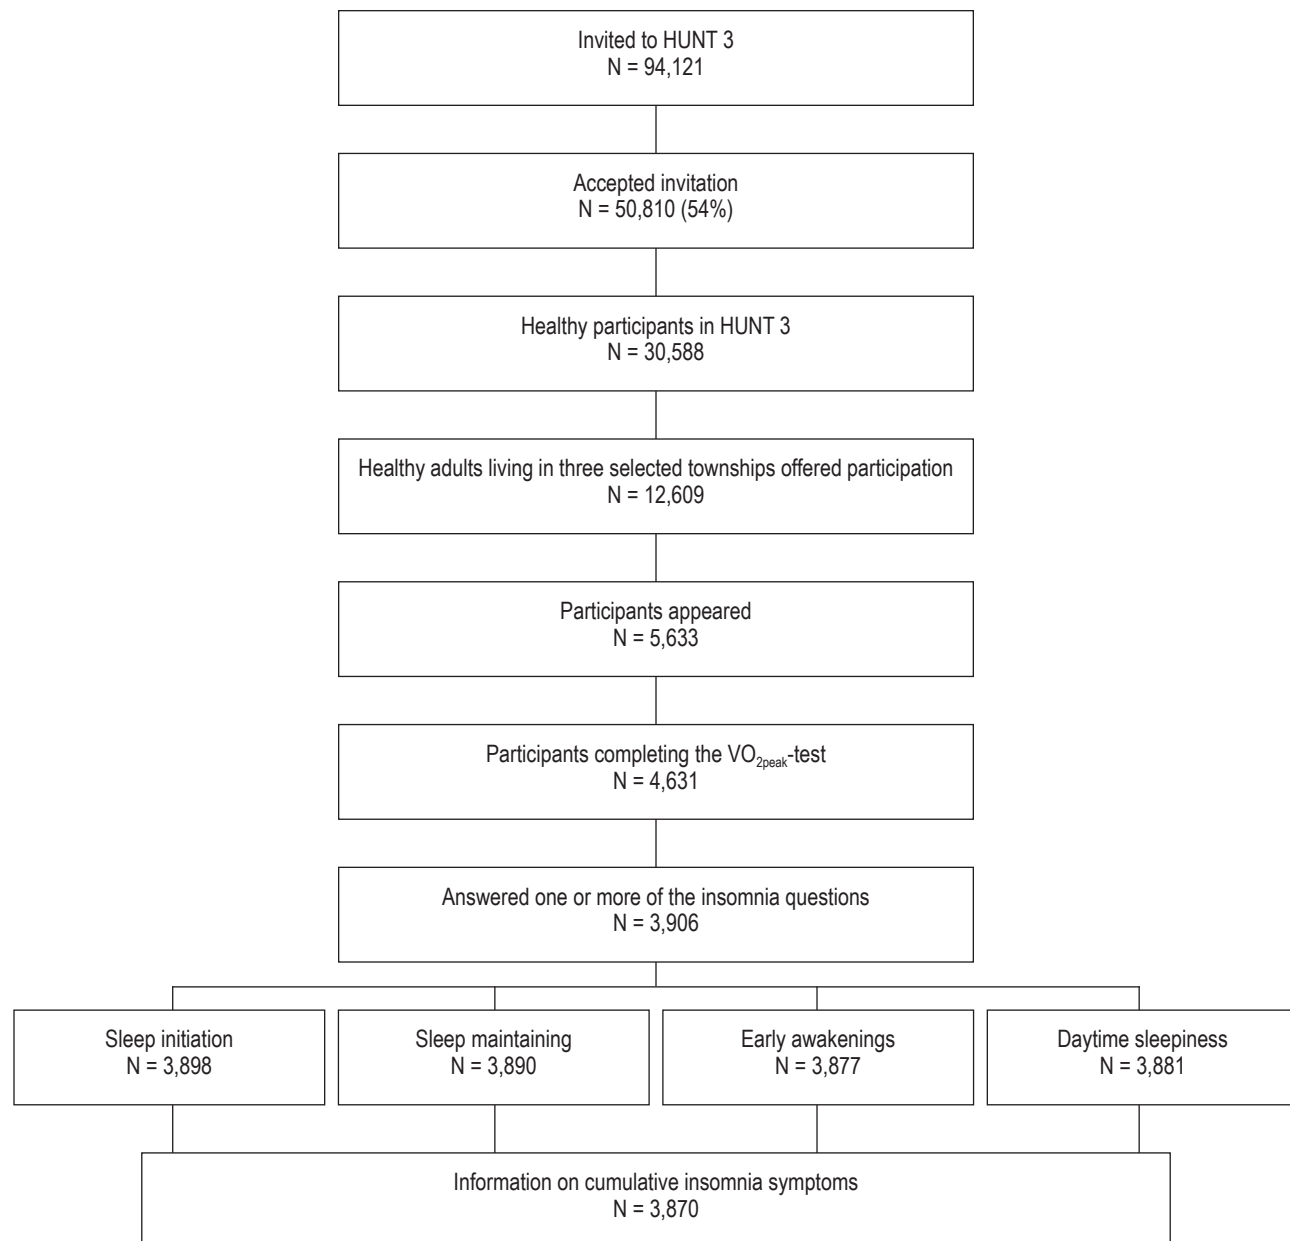 Invited to HUNT 3
N = 94,121
Accepted invitation
N = 50,810 (54%)
Healthy participants in HUNT 3
N = 30,588
Healthy adults living in three selected townships offered participation
N = 12,609
Participants appeared
N = 5,633
Participants completing the VO2peak-test
N = 4,631
Answered one or more of the insomnia questions
N = 3,906
Sleep initiation
N = 3,898
Sleep maintaining
N = 3,890
Early awakenings
N = 3,877
Daytime sleepiness
N = 3,881
Information on cumulative insomnia symptoms
N = 3,870